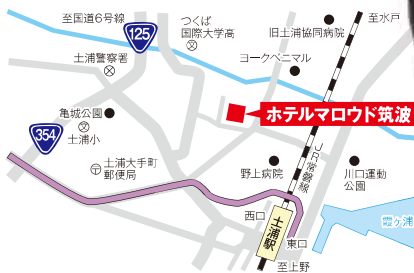 至国道6号線
125
つくば
国際大学高
旧土浦協同病院
至水戸
土浦警察署
ヨークベニマル
亀城公園
ホテルマロウド筑波
土浦小
354
土浦大手町
郵便局
野上病院
JR常磐線
川口運動
公園
西口
土浦駅
霞ヶ浦
東口
至上野